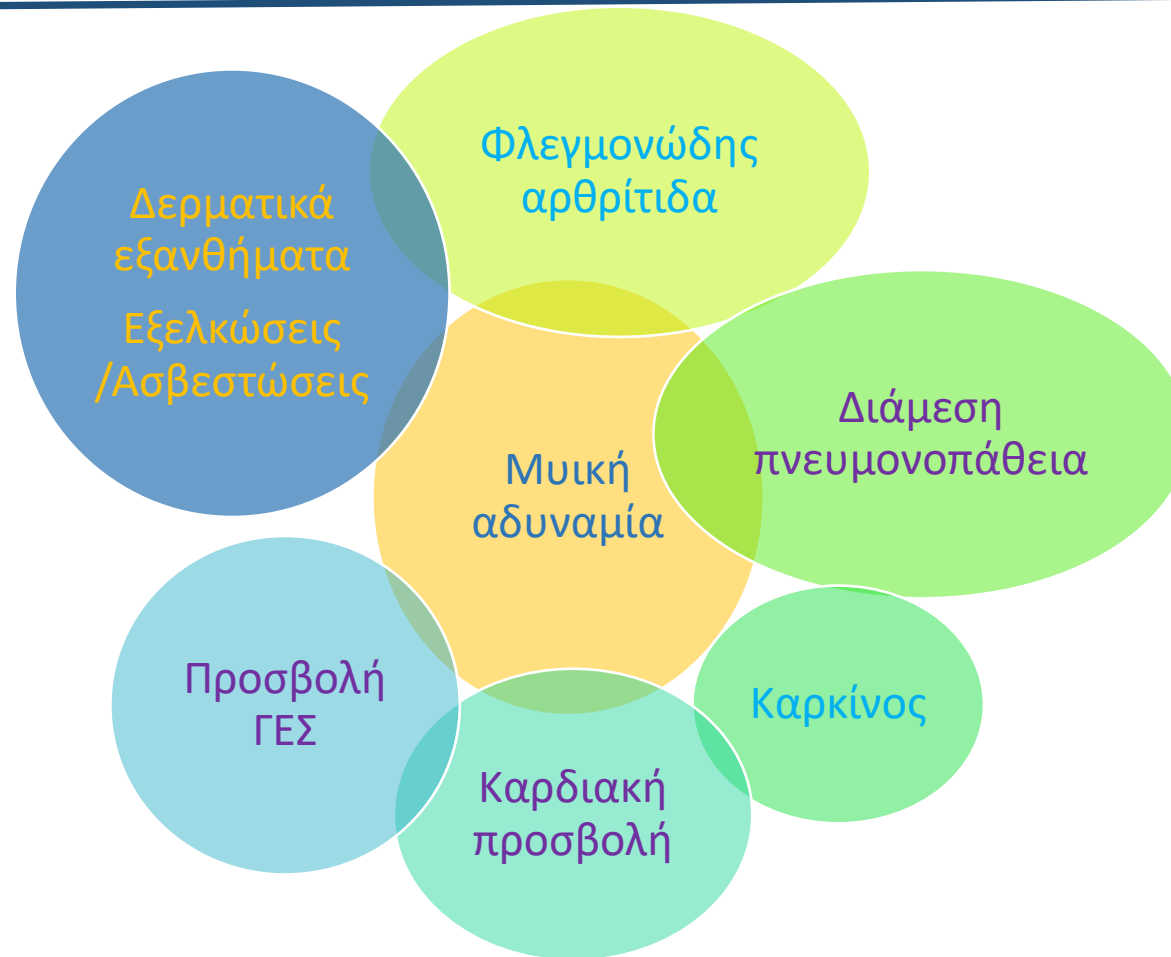 Φλεγμονώδης
αρθρίτιδα
Δερματικά
εξανθήματα
Εξελκώσεις
/Ασβεστώσεις
Διάμεση
πνευμονοπάθεια
Μυική
αδυναμία
Προσβολή
ΓΕΣ
Καρκίνος
Καρδιακή
προσβολή